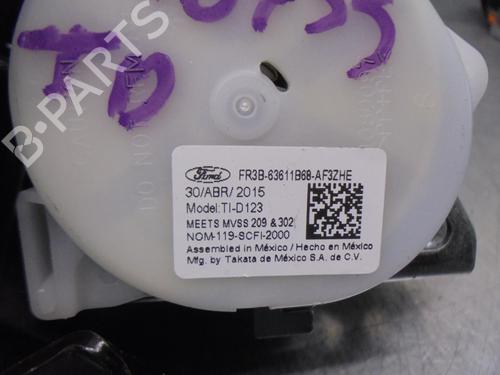 B-PARTS
TD
Ford
FR3B-63611B68-AF3ZHE
30/ABR/2015
Model:TI-D123
MEETS MVSS 209 & 302
NOM-119-SCFI-2000
Assembled in México / Hecho en México
Mfg. by Takata de México S.A. de C.V.